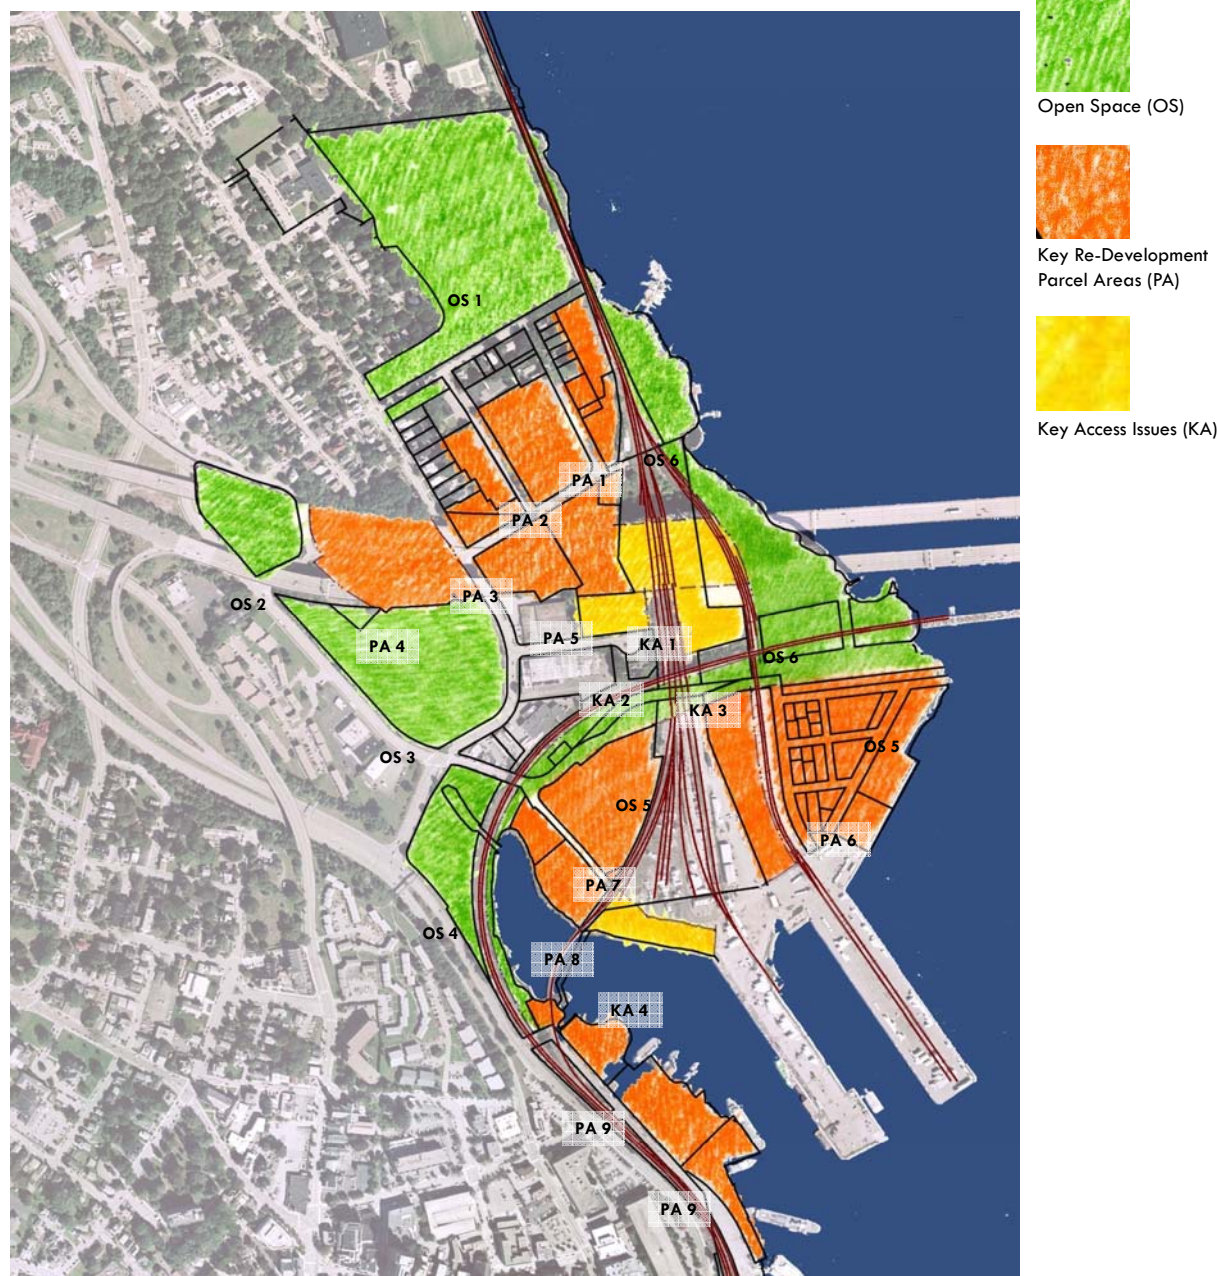 Open Space (OS)
Key Re-Development
Parcel Areas (PA)
Key Access Issues (KA)
OS 1
OS 6
PA 1
PA 2
PA 3
OS 2
PA 4
PA 5
KA 1
OS 6
KA 2
KA 3
OS 5
OS 3
OS 5
PA 6
PA 7
OS 4
PA 8
KA 4
PA 9
PA 9